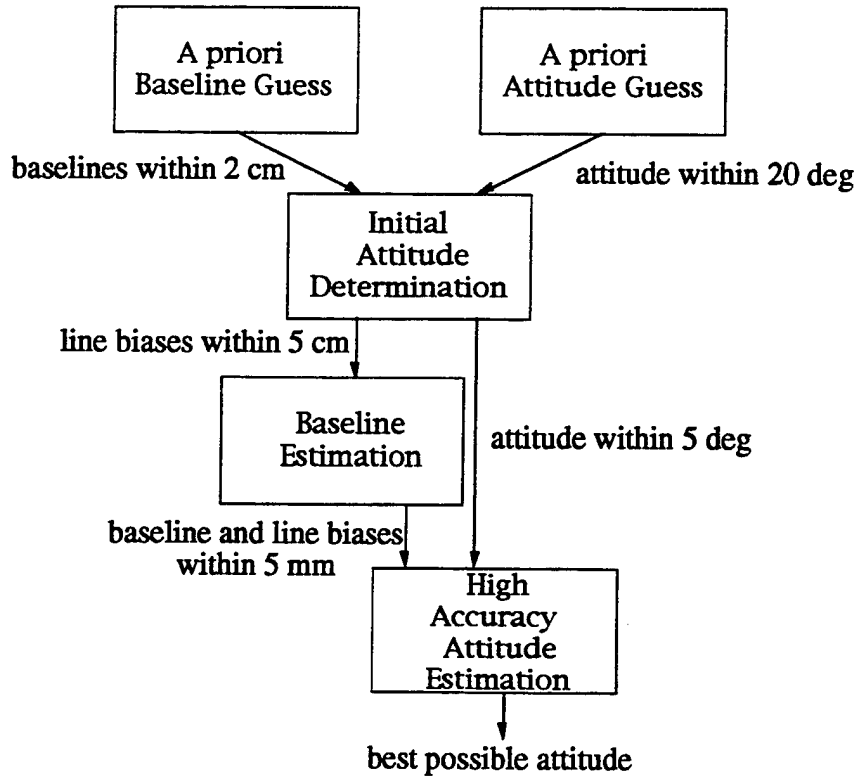 A priori
Baseline Guess
A priori
Attitude Guess
baselines within 2 cm
attitude within 20 deg
Initial
Attitude
Determination
line biases within 5 cm
Baseline
Estimation
attitude within 5 deg
baseline and line biases
within 5 mm
High
Accuracy
Attitude
Estimation
best possible attitude